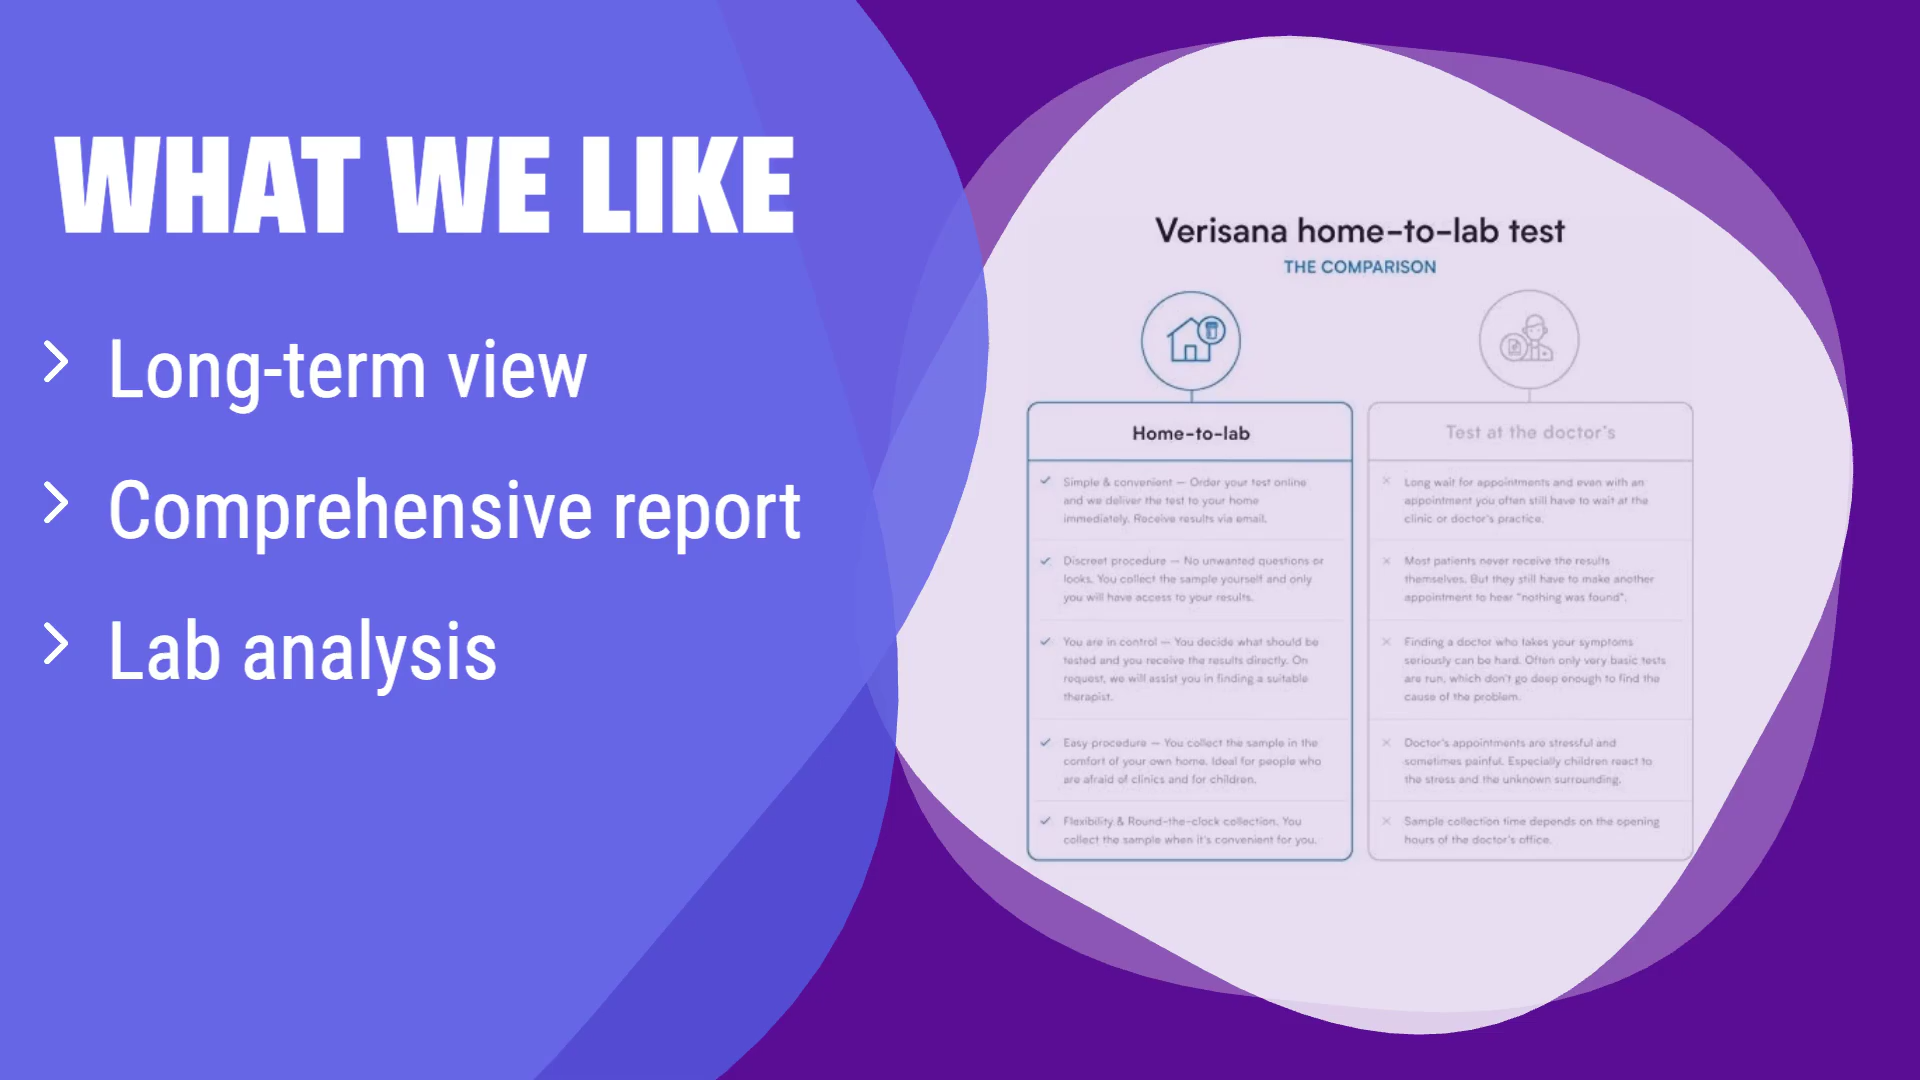 WHAT WE LIKE
Long-term view
Comprehensive report
Lab analysis
Verisana home-to-lab test
THE COMPARISON
Home-to-lab
Simple & convenient — Order your test online
and we deliver the test to your home
immediately. Receive results via email.
Discreet procedure — No unwanted questions or
looks. You collect the sample yourself and only
you will have access to your results.
You are in control — You decide what should be
tested and you receive the results directly. On
request, we will assist you in finding a suitable
therapist.
Easy procedure — You collect the sample in the
comfort of your own home. Ideal for people who
are afraid of clinics and for children.
Flexibility & Round-the-clock collection. You
collect the sample when it's convenient for you.
Test at the doctor's
Long wait for appointments and even with an
appointment you often still have to wait at the
clinic or doctor's practice.
Most patients never receive the results
themselves. But they still have to make another
appointment to hear "nothing was found".
Finding a doctor who takes your symptoms
seriously can be hard. Often only very basic tests
are run, which don't go deep enough to find the
cause of the problem.
Doctor's appointments are stressful and
sometimes painful. Especially children react to
the stress and the unknown surrounding.
Sample collection time depends on the opening
hours of the doctor's office.